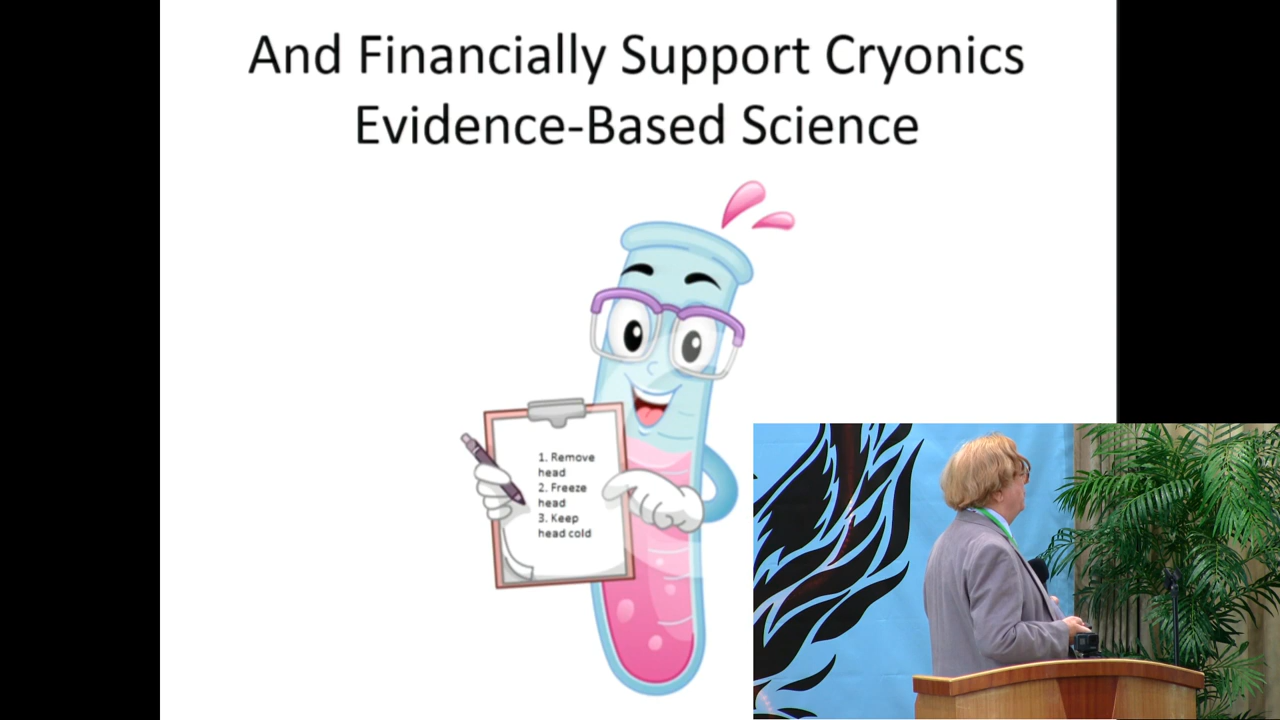 And Financially Support Cryonics
Evidence-Based Science
1. Remove
head
2. Freeze
head
3. Keep
head cold